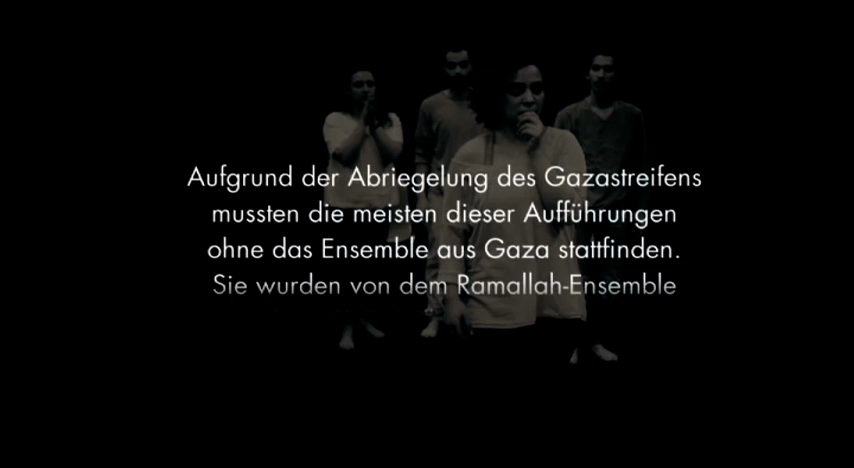 Aufgrund der Abriegelung des Gazastreifens
mussten die meisten dieser Aufführungen
ohne das Ensemble aus Gaza stattfinden.
Sie wurden von dem Ramallah-Ensemble